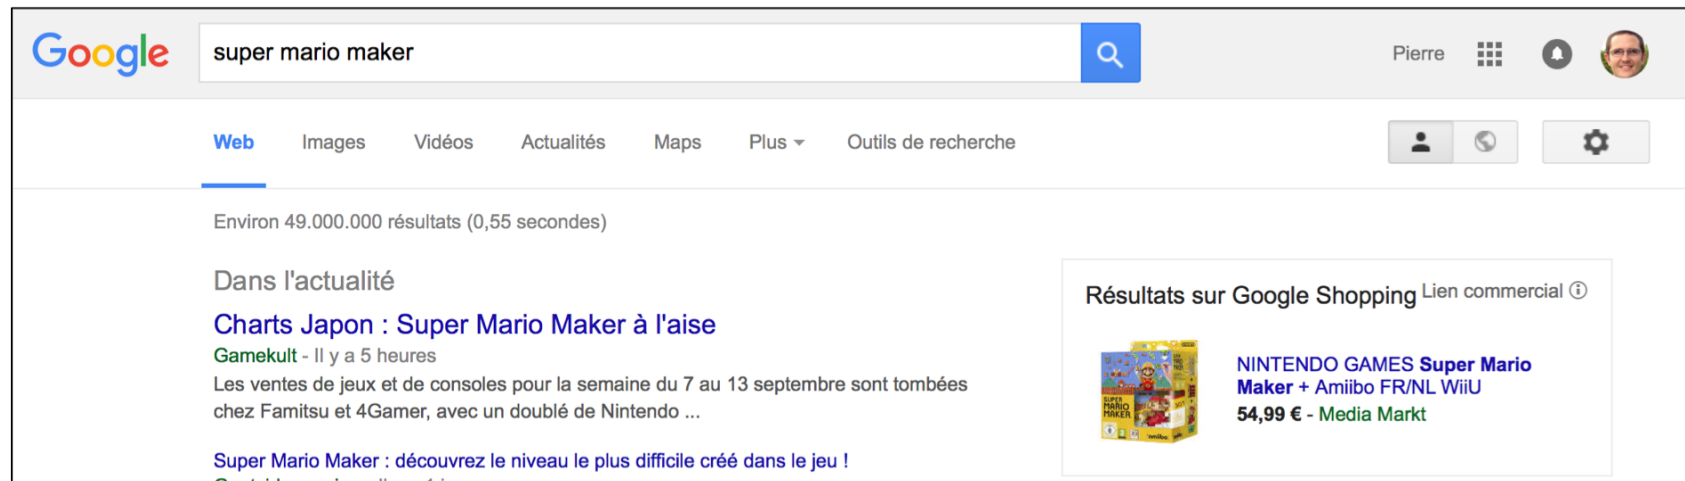 Google
super mario maker
Pierre
Web Images Vidéos Actualités Maps Plus Outils de recherche
Environ 49.000.000 résultats (0,55 secondes)
Dans l'actualité
Charts Japon : Super Mario Maker à l'aise
Gamekult - Il y a 5 heures
Les ventes de jeux et de consoles pour la semaine du 7 au 13 septembre sont tombées
chez Famitsu et 4Gamer, avec un doublé de Nintendo ...
Super Mario Maker : découvrez le niveau le plus difficile créé dans le jeu !
Résultats sur Google Shopping Lien commercial
SUPER
MARIO
MAKER
amiibo
NINTENDO GAMES Super Mario
Maker + Amiibo FR/NL WiiU
54,99 € - Media Markt